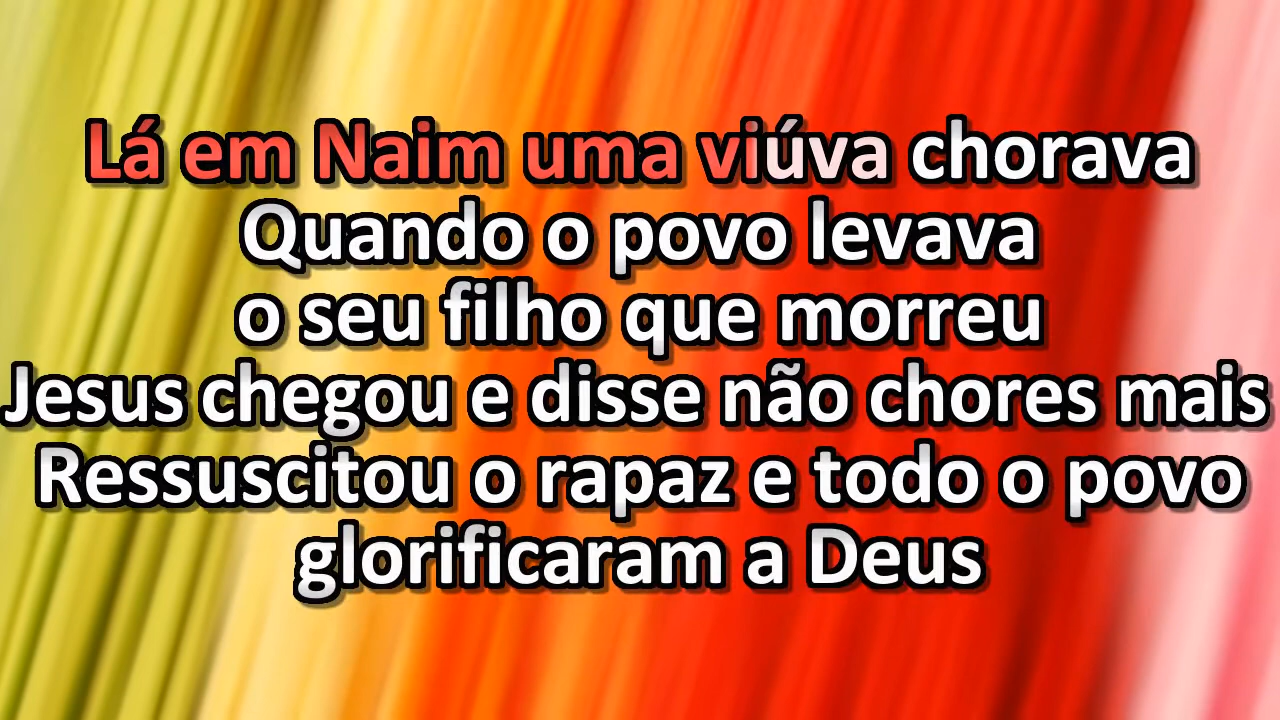 Lá em Naim uma viúva chorava
Quando o povo levava
o seu filho que morreu
Jesus chegou e disse não chores mais
Ressuscitou o rapaz e todo o povo
glorificaram a Deus